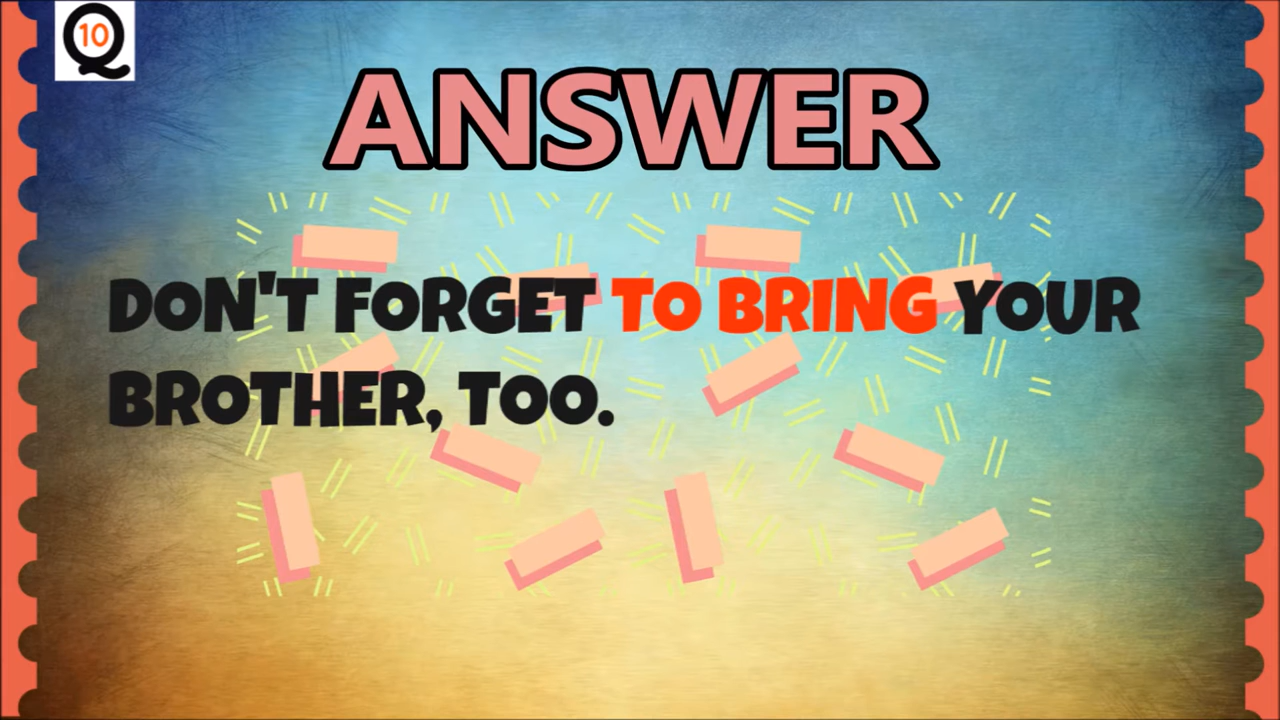 10
Q
ANSWER
DON'T FORGET TO BRING YOUR
BROTHER, TOO.